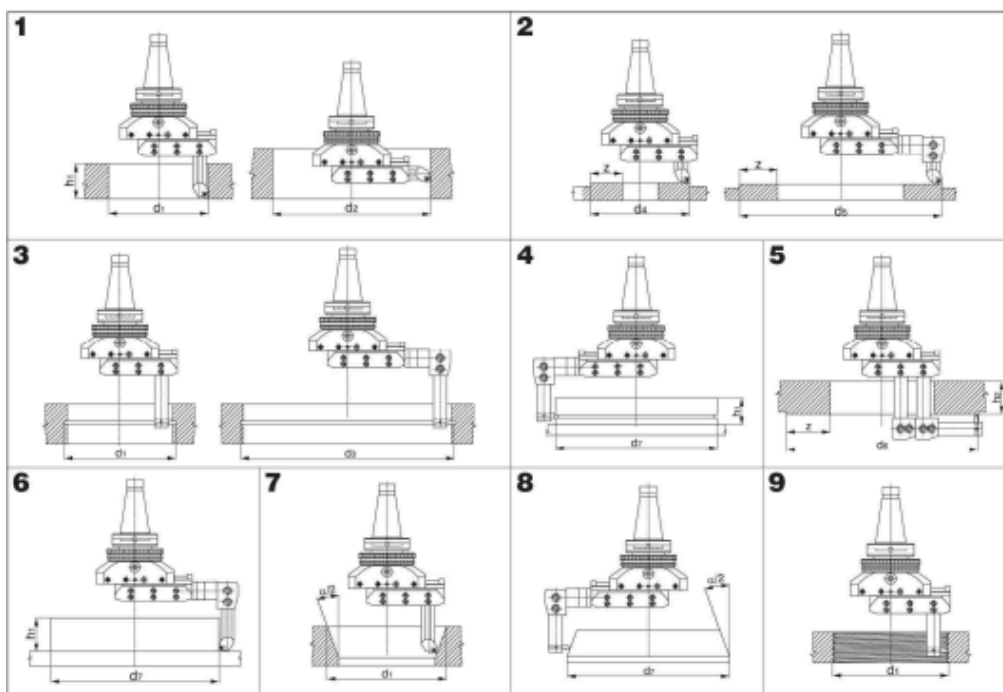 1
h₁
d₁
d₂
2
z
d₄
z
d₅
3
d₁
d₃
4
h₁
d₇
5
h₂
z
d₆
6
h₁
d₇
7
α/2
d₁
8
α/2
d₇
9
d₁